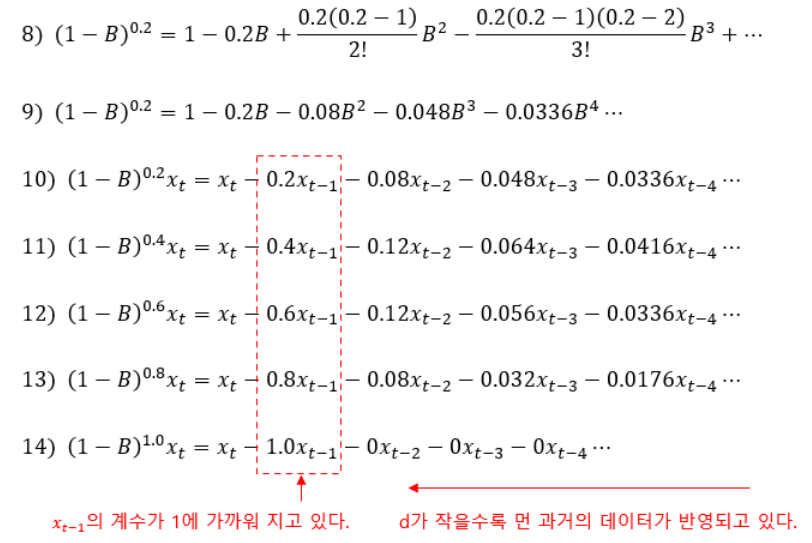 8) (1 − B)^0.2 = 1 − 0.2B + \frac{0.2(0.2 − 1)}{2!} B^2 − \frac{0.2(0.2 − 1)(0.2 − 2)}{3!} B^3 + ⋯
9) (1 − B)^0.2 = 1 − 0.2B − 0.08B^2 − 0.048B^3 − 0.0336B^4 ⋯
10) (1 − B)^0.2 x_t = x_t − 0.2x_{t−1} − 0.08x_{t−2} − 0.048x_{t−3} − 0.0336x_{t−4} ⋯
11) (1 − B)^0.4 x_t = x_t − 0.4x_{t−1} − 0.12x_{t−2} − 0.064x_{t−3} − 0.0416x_{t−4} ⋯
12) (1 − B)^0.6 x_t = x_t − 0.6x_{t−1} − 0.12x_{t−2} − 0.056x_{t−3} − 0.0336x_{t−4} ⋯
13) (1 − B)^0.8 x_t = x_t − 0.8x_{t−1} − 0.08x_{t−2} − 0.032x_{t−3} − 0.0176x_{t−4} ⋯
14) (1 − B)^1.0 x_t = x_t − 1.0x_{t−1} − 0x_{t−2} − 0x_{t−3} − 0x_{t−4} ⋯
x_{t−1}의 계수가 1에 가까워 지고 있다.
d가 작을수록 먼 과거의 데이터가 반영되고 있다.